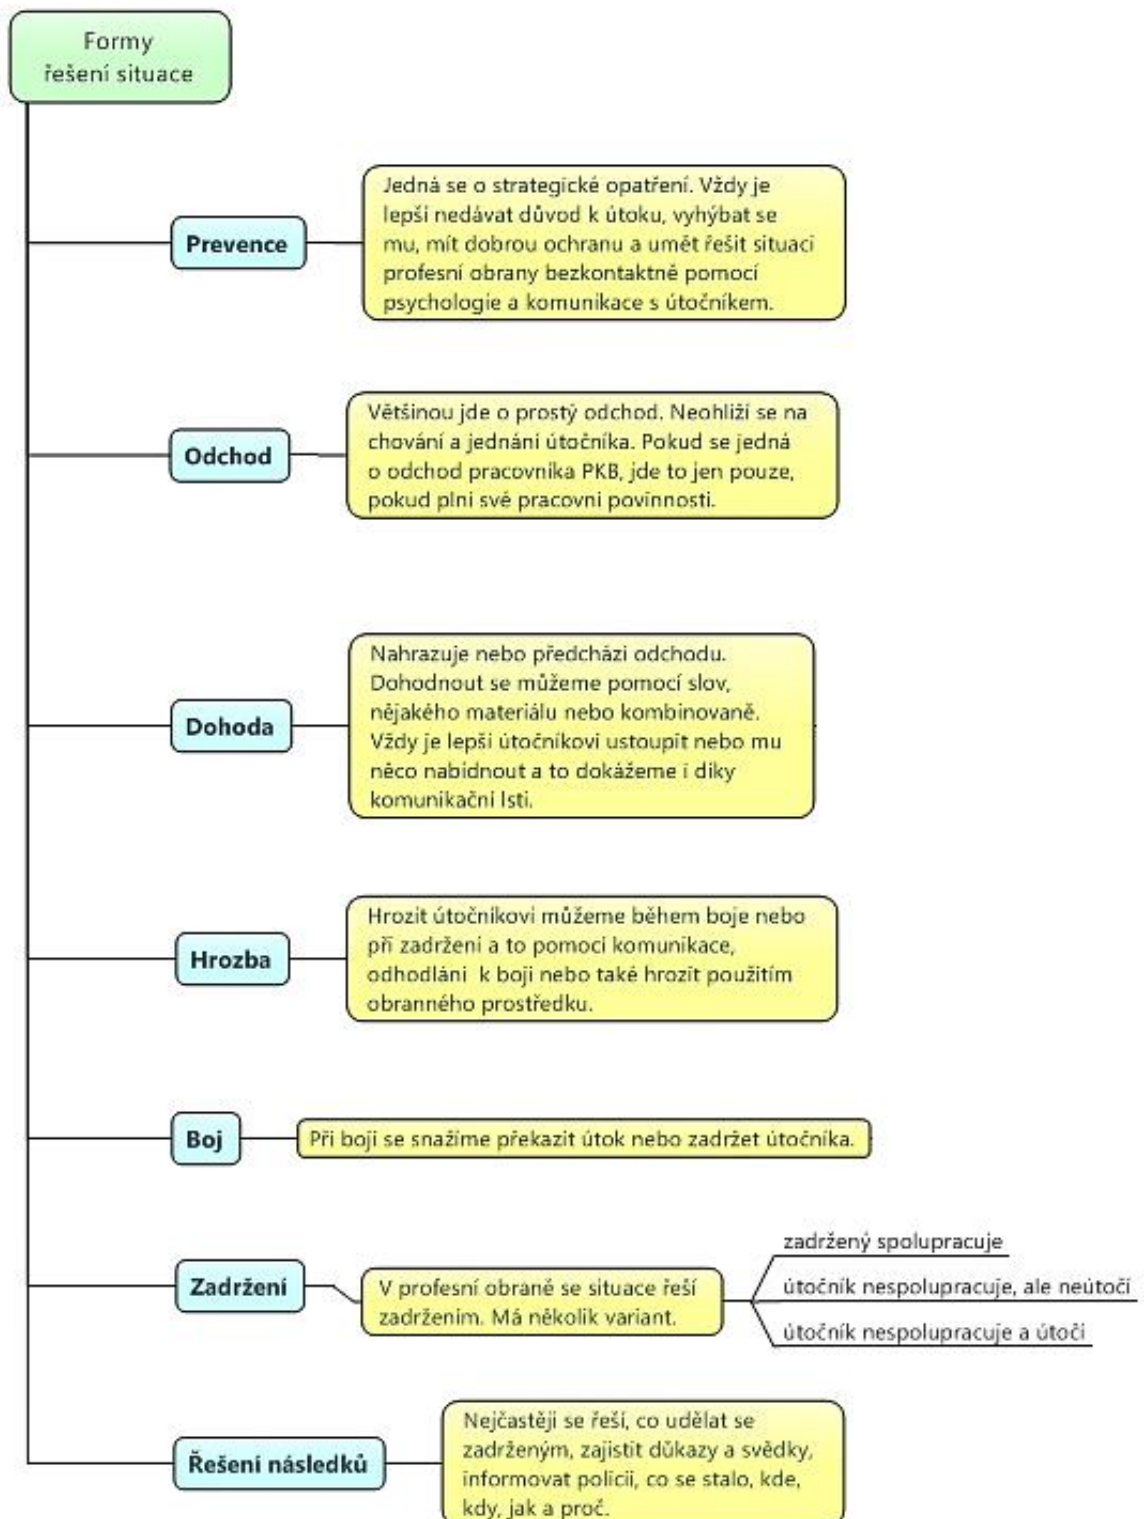 Formy
řešení situace
Prevence
Jedná se o strategické opatření. Vždy je
lepší nedávat důvod k útoku, vyhýbat se
mu, mít dobrou ochranu a umět řešit situaci
profesní obrany bezkontaktně pomocí
psychologie a komunikace s útočníkem.
Odchod
Většinou jde o prostý odchod. Neohlíží se na
chování a jednání útočníka. Pokud se jedná
o odchod pracovníka PKB, jde to jen pouze,
pokud plní své pracovní povinnosti.
Dohoda
Nahrazuje nebo předchází odchodu.
Dohodnout se můžeme pomocí slov,
nějakého materiálu nebo kombinovaně.
Vždy je lepší útočníkovi ustoupit nebo mu
něco nabídnout a to dokážeme i díky
komunikační lsti.
Hrozba
Hrozit útočníkovi můžeme během boje nebo
při zadržení a to pomocí komunikace,
odhodlání k boji nebo také hrozit použitím
obranného prostředku.
Boj
Při boji se snažíme překazit útok nebo zadržet útočníka.
Zadržení
V profesní obraně se situace řeší
zadržením. Má několik variant.
zadržený spolupracuje
útočník nespolupracuje, ale neútočí
útočník nespolupracuje a útočí
Řešení následků
Nejčastěji se řeší, co udělat se
zadrženým, zajistit důkazy a svědky,
informovat policii, co se stalo, kde,
kdy, jak a proč.